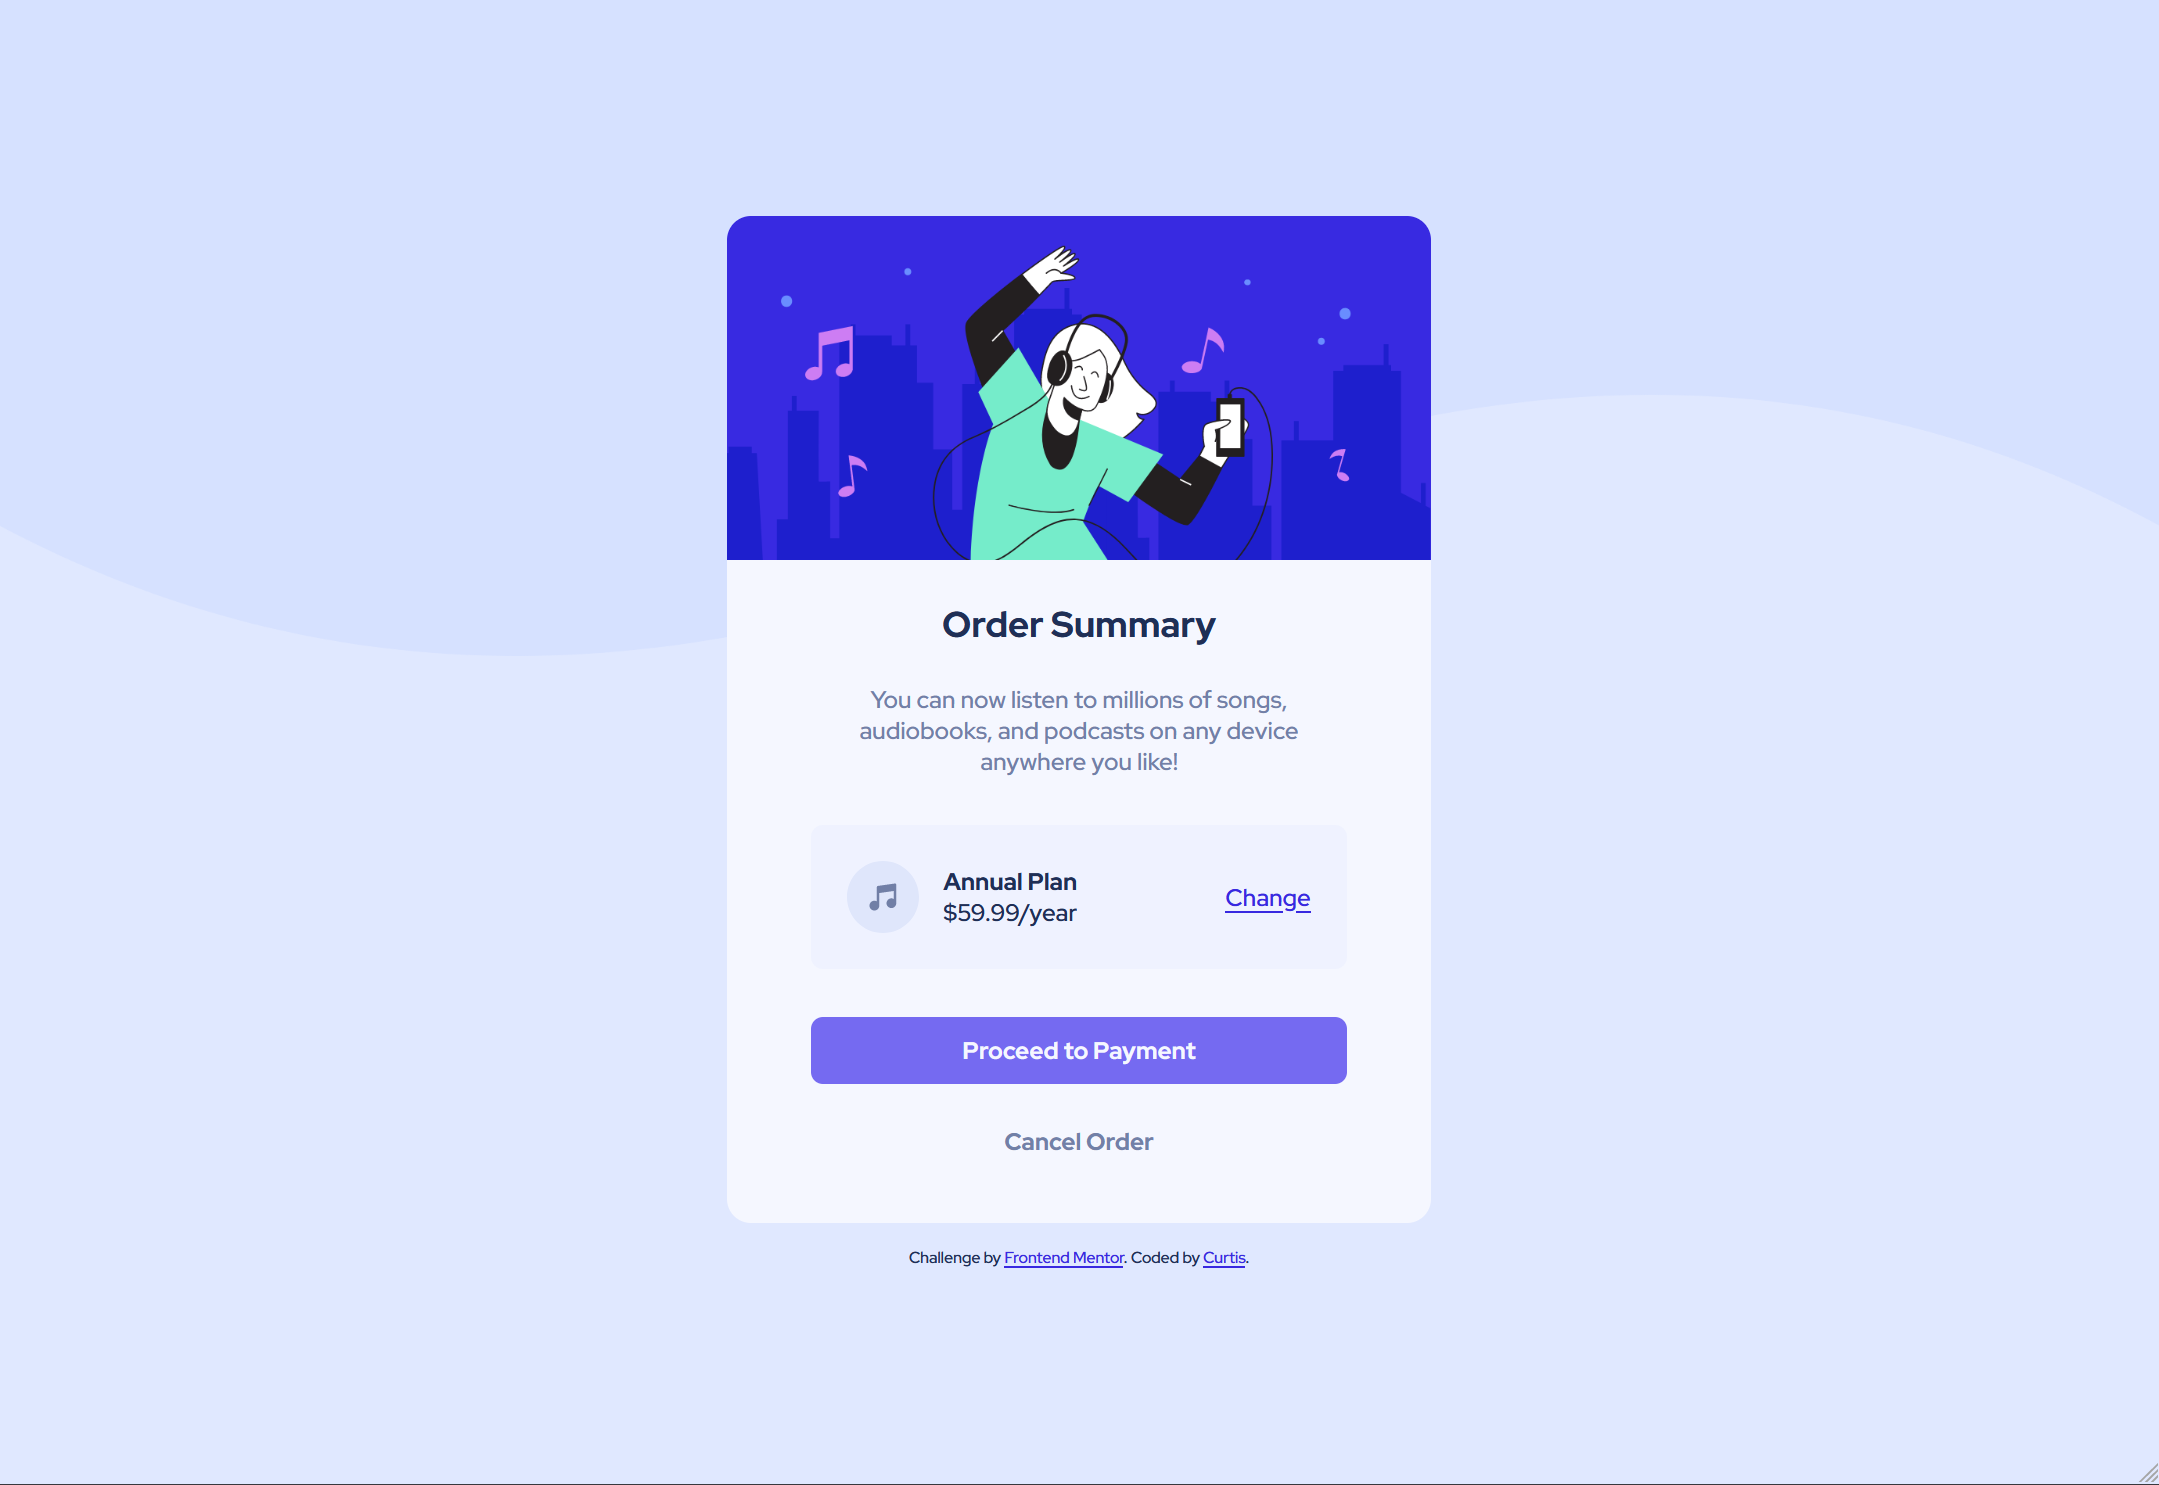 Order Summary
You can now listen to millions of songs,
audiobooks, and podcasts on any device
anywhere you like!
Annual Plan
$59.99/year
Change
Proceed to Payment
Cancel Order
Challenge by Frontend Mentor. Coded by Curtis.